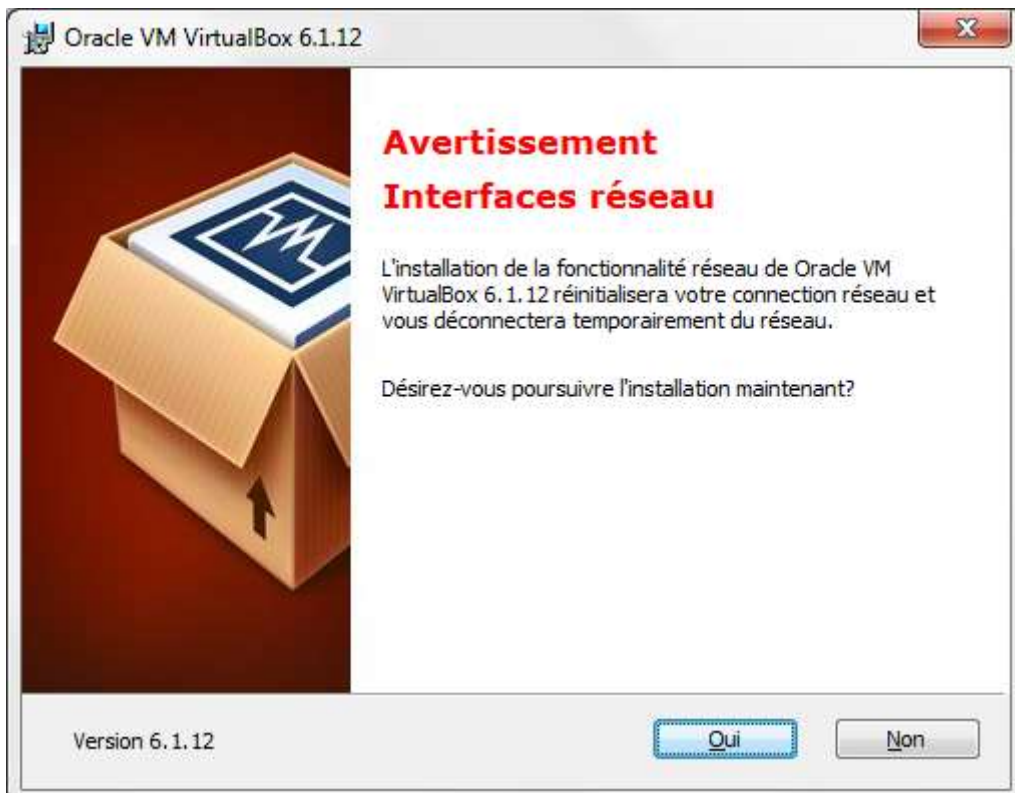 Oracle VM VirtualBox 6.1.12
Avertissement
Interfaces réseau
L'installation de la fonctionnalité réseau de Oracle VM
VirtualBox 6.1.12 réinitialisera votre connection réseau et
vous déconnectera temporairement du réseau.
Désirez-vous poursuivre l'installation maintenant?
Version 6.1.12
Oui
Non